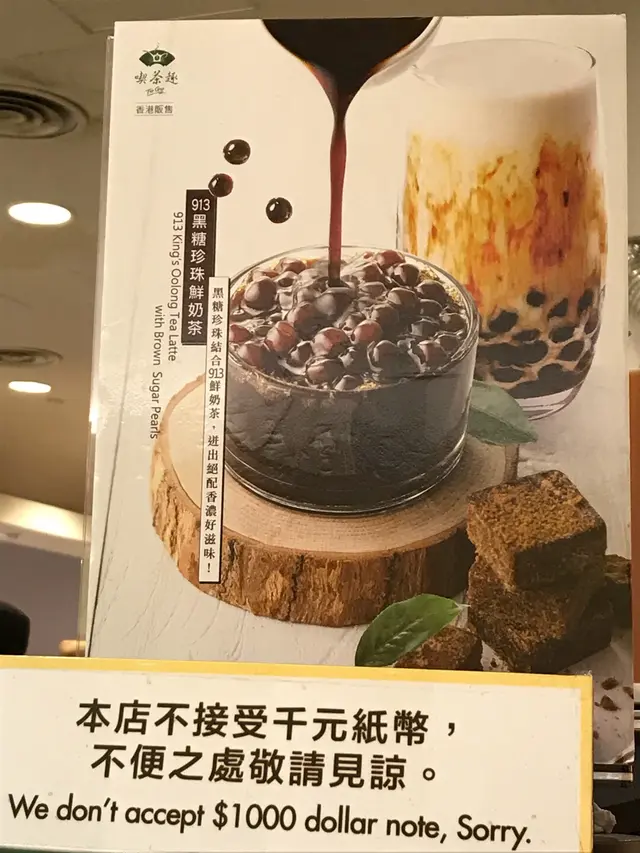 喫茶趣
香港販售
913黑糖珍珠鮮奶茶
913 King's Oolong Tea Latte
with Brown Sugar Pearls
黑糖珍珠結合913鮮奶茶，迸出絕配香濃好滋味！
本店不接受千元紙幣，
不便之處敬請見諒。
We don't accept $1000 dollar note, Sorry.